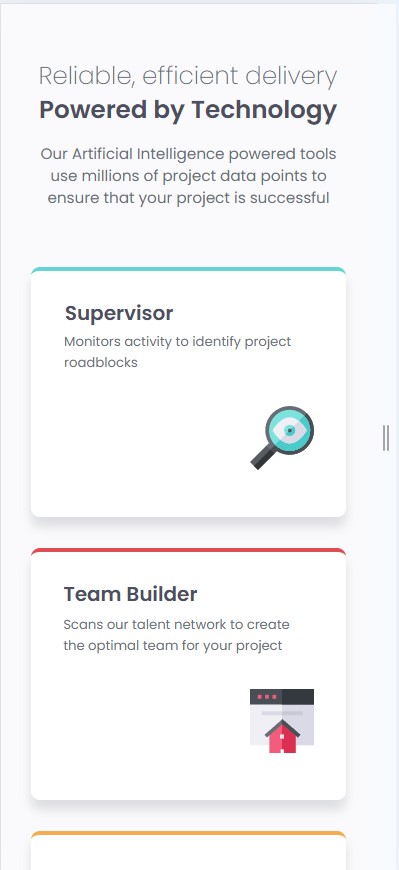 Reliable, efficient delivery
Powered by Technology
Our Artificial Intelligence powered tools
use millions of project data points to
ensure that your project is successful
Supervisor
Monitors activity to identify project
roadblocks
Team Builder
Scans our talent network to create
the optimal team for your project